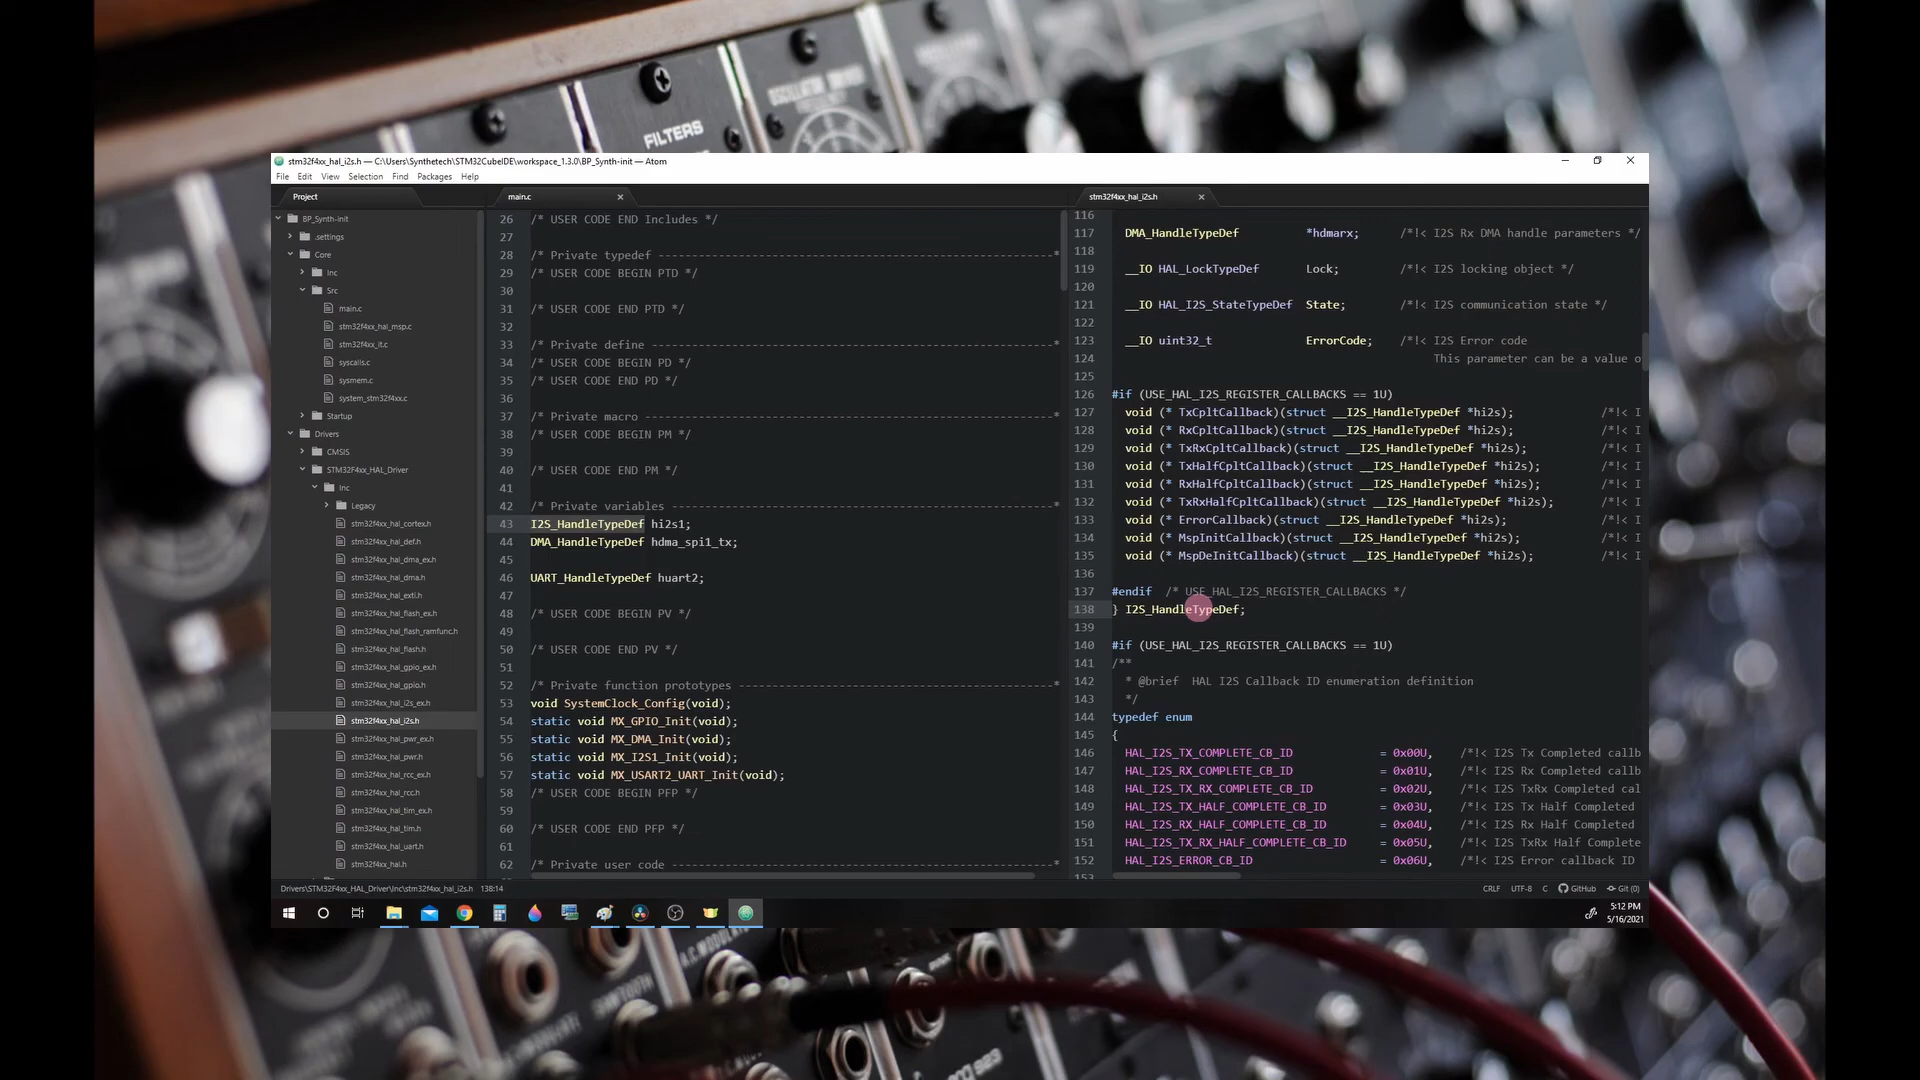 FILTERS
stm32f4xx_hal_i2s.h — C:\Users\Synthetech\STM32CubeIDE\workspace_1.3.0\BP_Synth-init — Atom
File Edit View Selection Find Packages Help
Project
BP_Synth-init
.settings
Core
Inc
Src
main.c
stm32f4xx_hal_msp.c
stm32f4xx_it.c
syscalls.c
sysmem.c
system_stm32f4xx.c
Startup
Drivers
CMSIS
STM32F4xx_HAL_Driver
Inc
Legacy
stm32f4xx_hal_cortex.h
stm32f4xx_hal_def.h
stm32f4xx_hal_dma_ex.h
stm32f4xx_hal_dma.h
stm32f4xx_hal_exti.h
stm32f4xx_hal_flash_ex.h
stm32f4xx_hal_flash_ramfunc.h
stm32f4xx_hal_flash.h
stm32f4xx_hal_gpio_ex.h
stm32f4xx_hal_gpio.h
stm32f4xx_hal_i2s_ex.h
stm32f4xx_hal_i2s.h
stm32f4xx_hal_pwr_ex.h
stm32f4xx_hal_pwr.h
stm32f4xx_hal_rcc_ex.h
stm32f4xx_hal_rcc.h
stm32f4xx_hal_tim_ex.h
stm32f4xx_hal_tim.h
stm32f4xx_hal_uart.h
stm32f4xx_hal.h
main.c
26 /* USER CODE END Includes */
27
28 /* Private typedef -----------------------------------------------------------*
29 /* USER CODE BEGIN PTD */
30
31 /* USER CODE END PTD */
32
33 /* Private define ------------------------------------------------------------*
34 /* USER CODE BEGIN PD */
35 /* USER CODE END PD */
36
37 /* Private macro -------------------------------------------------------------*
38 /* USER CODE BEGIN PM */
39
40 /* USER CODE END PM */
41
42 /* Private variables ---------------------------------------------------------*
43 I2S_HandleTypeDef hi2s1;
44 DMA_HandleTypeDef hdma_spi1_tx;
45
46 UART_HandleTypeDef huart2;
47
48 /* USER CODE BEGIN PV */
49
50 /* USER CODE END PV */
51
52 /* Private function prototypes -----------------------------------------------*
53 void SystemClock_Config(void);
54 static void MX_GPIO_Init(void);
55 static void MX_DMA_Init(void);
56 static void MX_I2S1_Init(void);
57 static void MX_USART2_UART_Init(void);
58 /* USER CODE BEGIN PFP */
59
60 /* USER CODE END PFP */
61
62 /* Private user code ---------------------------------------------------------*
stm32f4xx_hal_i2s.h
116
117 DMA_HandleTypeDef *hdmarx; /*!< I2S Rx DMA handle parameters */
118
119 __IO HAL_LockTypeDef Lock; /*!< I2S locking object */
120
121 __IO HAL_I2S_StateTypeDef State; /*!< I2S communication state */
122
123 __IO uint32_t ErrorCode; /*!< I2S Error code
124 This parameter can be a value o
125
126 #if (USE_HAL_I2S_REGISTER_CALLBACKS == 1U)
127 void (* TxCpltCallback)(struct __I2S_HandleTypeDef *hi2s); /*!< I
128 void (* RxCpltCallback)(struct __I2S_HandleTypeDef *hi2s); /*!< I
129 void (* TxRxCpltCallback)(struct __I2S_HandleTypeDef *hi2s); /*!< I
130 void (* TxHalfCpltCallback)(struct __I2S_HandleTypeDef *hi2s); /*!< I
131 void (* RxHalfCpltCallback)(struct __I2S_HandleTypeDef *hi2s); /*!< I
132 void (* TxRxHalfCpltCallback)(struct __I2S_HandleTypeDef *hi2s); /*!< I
133 void (* ErrorCallback)(struct __I2S_HandleTypeDef *hi2s); /*!< I
134 void (* MspInitCallback)(struct __I2S_HandleTypeDef *hi2s); /*!< I
135 void (* MspDeInitCallback)(struct __I2S_HandleTypeDef *hi2s); /*!< I
136
137 #endif /* USE_HAL_I2S_REGISTER_CALLBACKS */
138 } I2S_HandleTypeDef;
139
140 #if (USE_HAL_I2S_REGISTER_CALLBACKS == 1U)
141 /**
142 * @brief HAL I2S Callback ID enumeration definition
143 */
144 typedef enum
145 {
146 HAL_I2S_TX_COMPLETE_CB_ID = 0x00U, /*!< I2S Tx Completed callb
147 HAL_I2S_RX_COMPLETE_CB_ID = 0x01U, /*!< I2S Rx Completed callb
148 HAL_I2S_TX_RX_COMPLETE_CB_ID = 0x02U, /*!< I2S TxRx Completed cal
149 HAL_I2S_TX_HALF_COMPLETE_CB_ID = 0x03U, /*!< I2S Tx Half Completed
150 HAL_I2S_RX_HALF_COMPLETE_CB_ID = 0x04U, /*!< I2S Rx Half Completed
151 HAL_I2S_TX_RX_HALF_COMPLETE_CB_ID = 0x05U, /*!< I2S TxRx Half Complete
152 HAL_I2S_ERROR_CB_ID = 0x06U, /*!< I2S Error callback ID
153
Drivers\STM32F4xx_HAL_Driver\Inc\stm32f4xx_hal_i2s.h 138:14
CRLF UTF-8 C GitHub Git (0)
5:12 PM
5/16/2021